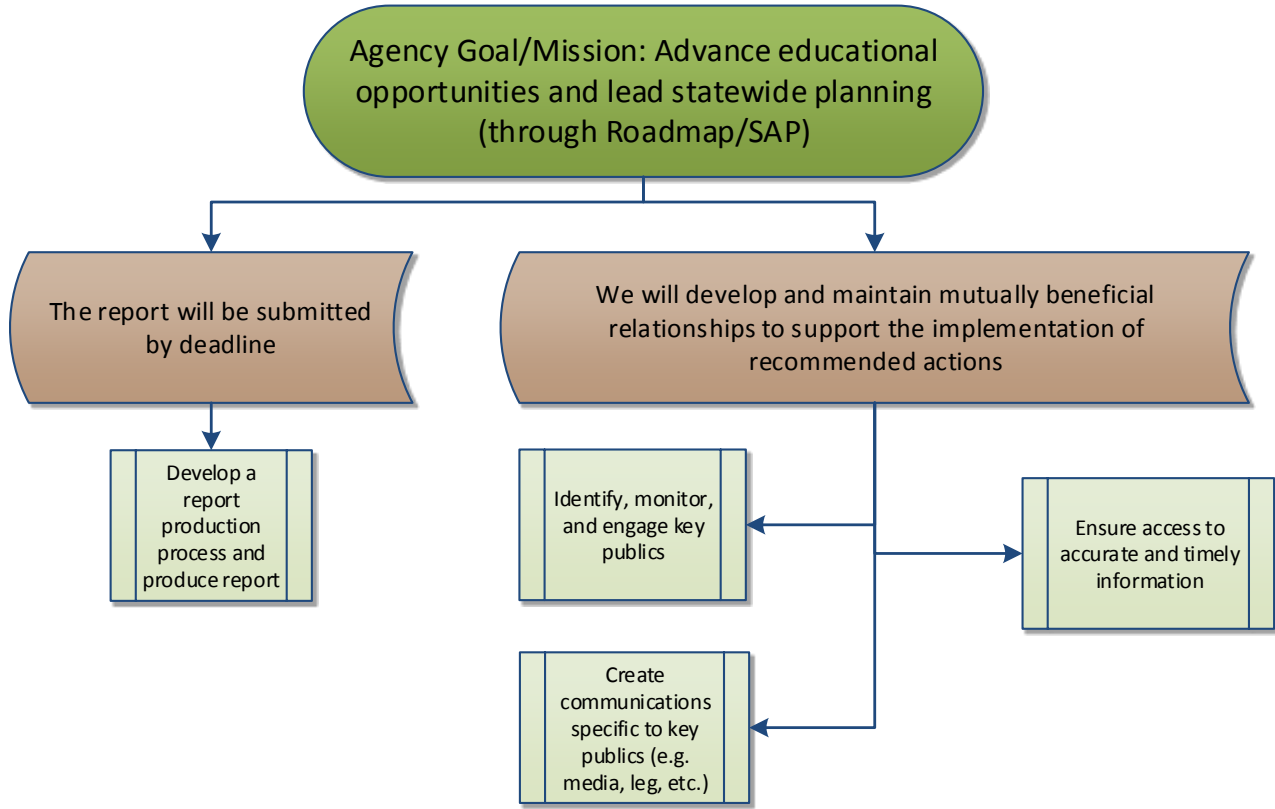 Agency Goal/Mission: Advance educational
opportunities and lead statewide planning
(through Roadmap/SAP)
The report will be submitted
by deadline
We will develop and maintain mutually beneficial
relationships to support the implementation of
recommended actions
Develop a
report
production
process and
produce report
Identify, monitor,
and engage key
publics
Ensure access to
accurate and timely
information
Create
communications
specific to key
publics (e.g.
media, leg, etc.)